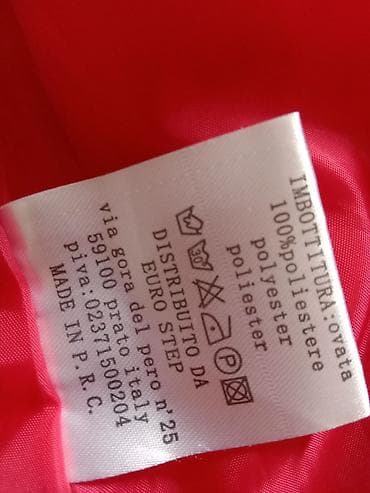 IMBOTTITURA:ovata
100%poliestere
polyester
poliester
30
P
DISTRIBUITO DA
EURO STEP
via gora del pero n'25
59100 prato italy
piva:02371500204
MADE IN P.R.C.